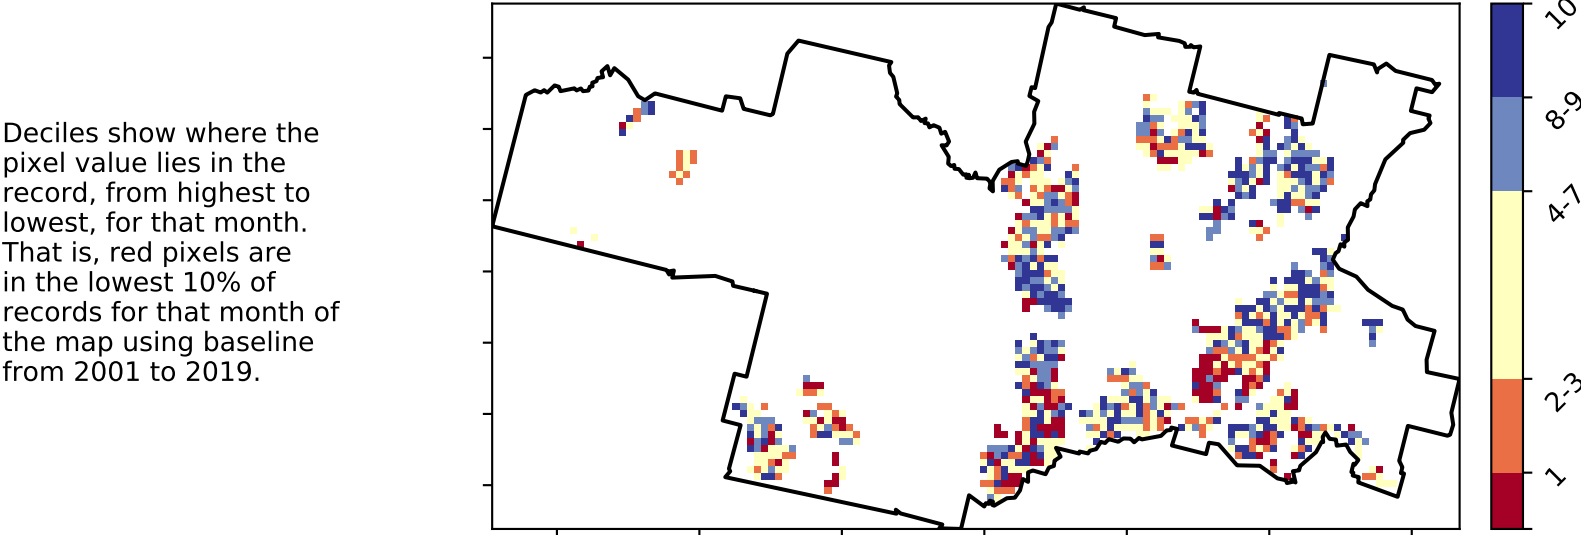 Deciles show where the
pixel value lies in the
record, from highest to
lowest, for that month.
That is, red pixels are
in the lowest 10% of
records for that month of
the map using baseline
from 2001 to 2019.
10
8-9
4-7
2-3
1